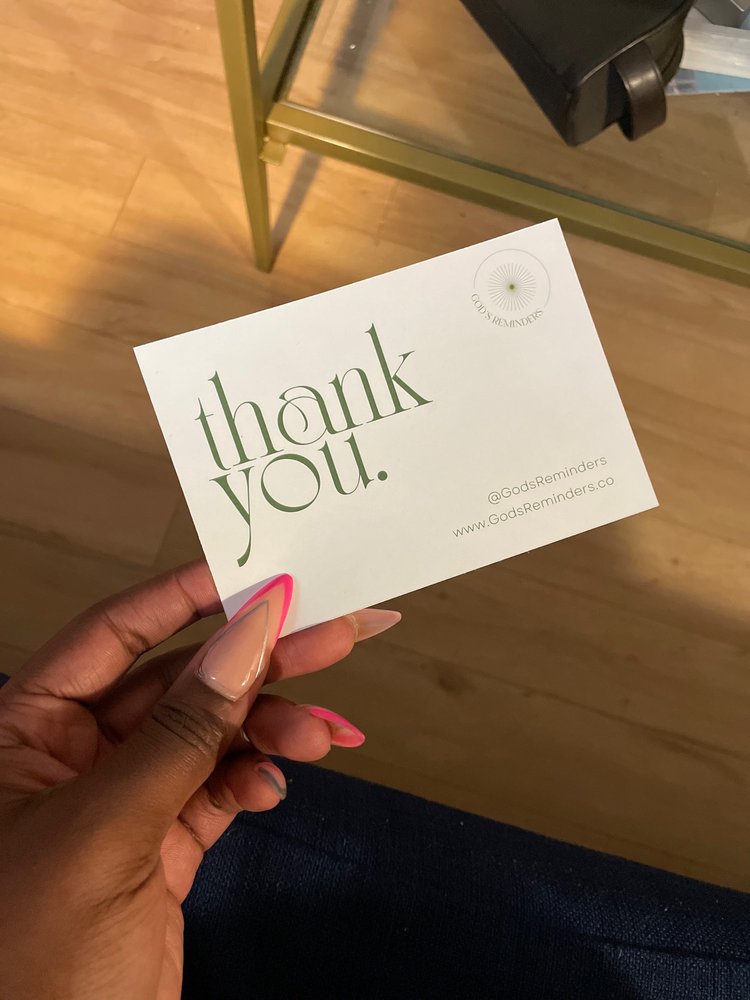 GOD'S REMINDERS
thank
you.
@GodsReminders
www.GodsReminders.co